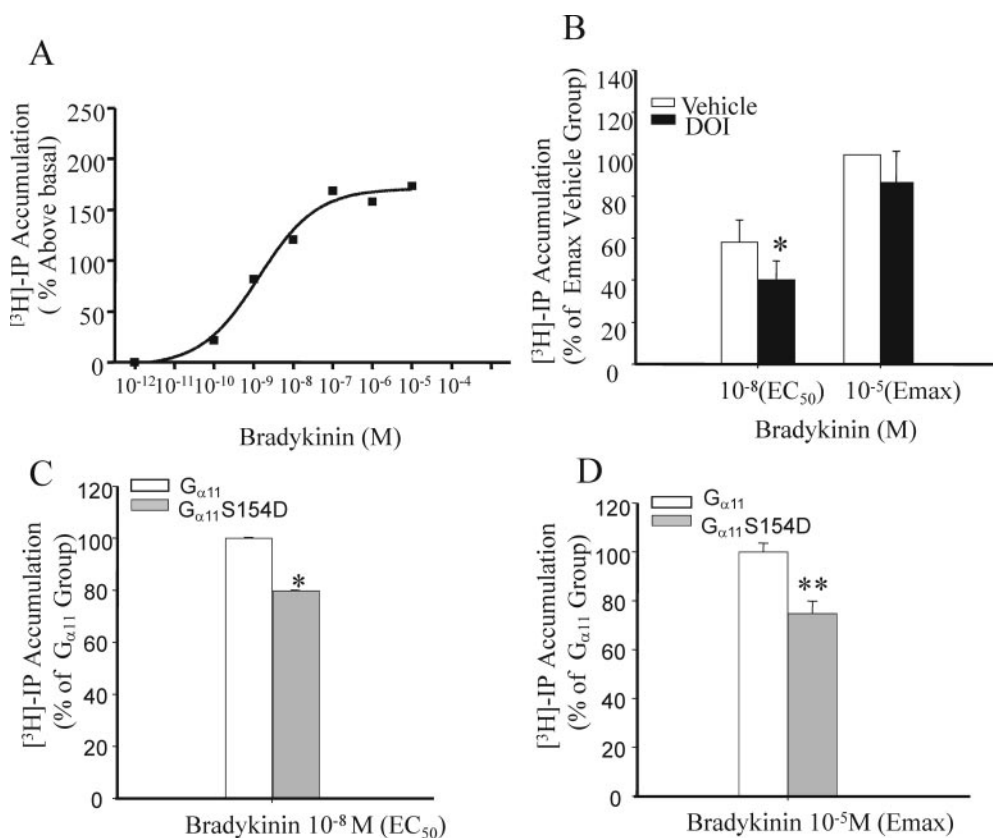 A
[³H]-IP Accumulation
( % Above basal)
250
200
150
100
50
0
10⁻¹² 10⁻¹¹ 10⁻¹⁰ 10⁻⁹ 10⁻⁸ 10⁻⁷ 10⁻⁶ 10⁻⁵ 10⁻⁴
Bradykinin (M)
B
[³H]-IP Accumulation
(% of Emax Vehicle Group)
140
120
100
80
60
40
20
0
Vehicle
DOI
*
10⁻⁸(EC₅₀) 10⁻⁵(Emax)
Bradykinin (M)
C
[³H]-IP Accumulation
(% of Gα11 Group)
120
100
80
60
40
20
0
Gα11
Gα11S154D
*
Bradykinin 10⁻⁸ M (EC₅₀)
D
[³H]-IP Accumulation
(% of Gα11 Group)
120
100
80
60
40
20
0
Gα11
Gα11S154D
**
Bradykinin 10⁻⁵M (Emax)